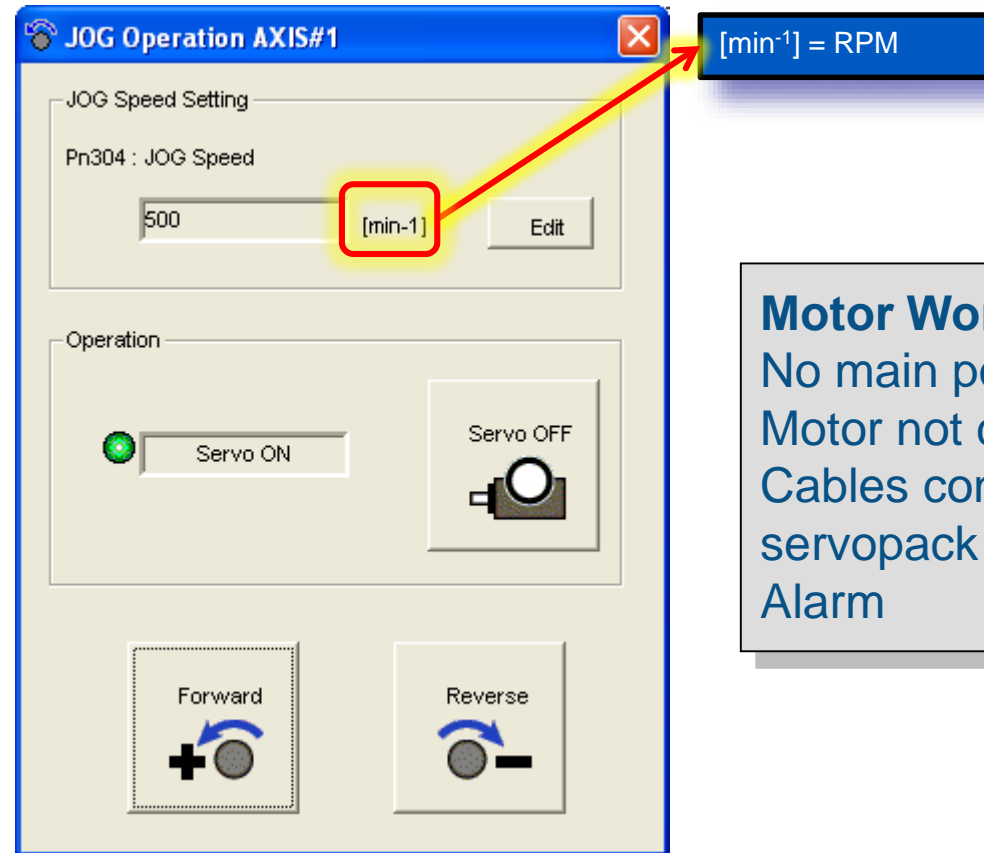 JOG Operation AXIS#1
[min-1] = RPM
JOG Speed Setting
Pn304 : JOG Speed
500
[min-1]
Edit
Operation
Servo ON
Servo OFF
Forward
Reverse
Motor
No main
Motor not
Cables
servopack
Alarm